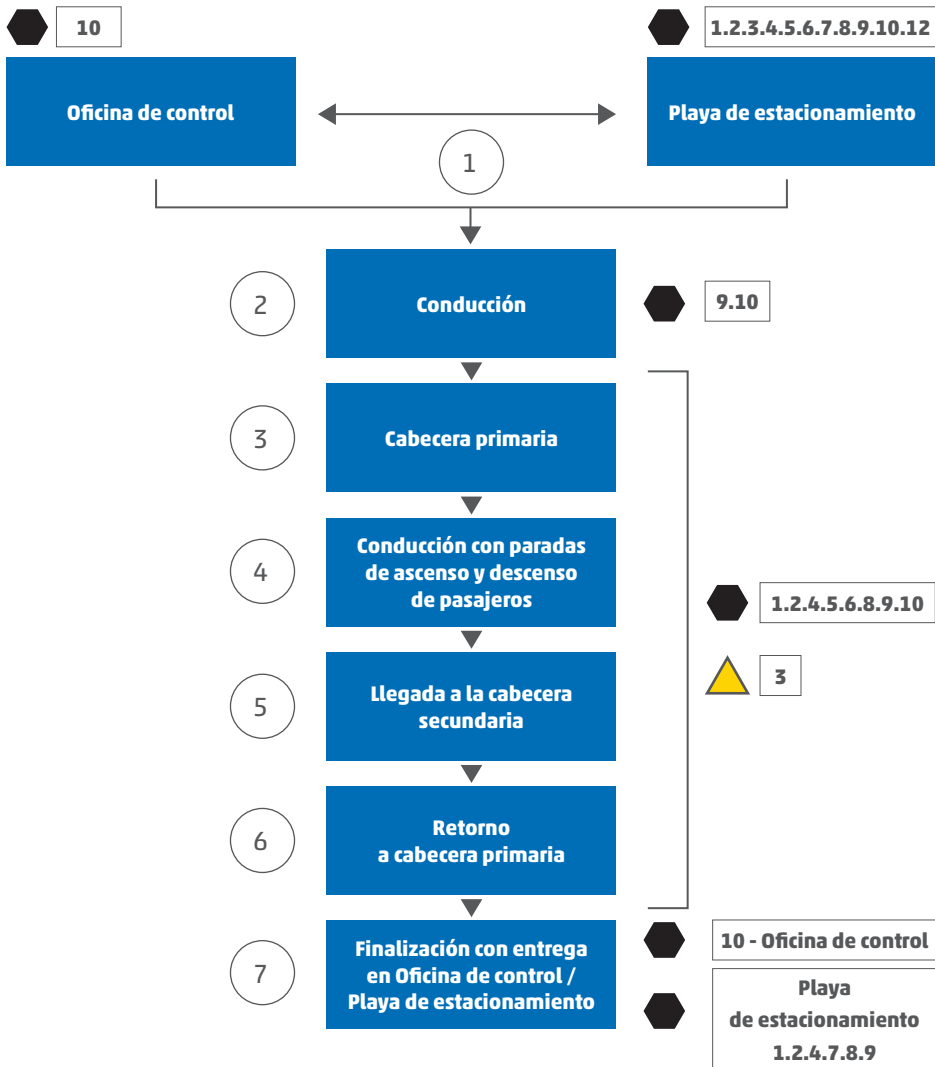 10
1.2.3.4.5.6.7.8.9.10.12
Oficina de control
Playa de estacionamiento
1
2
Conducción
9.10
3
Cabecera primaria
4
Conducción con paradas
de ascenso y descenso
de pasajeros
1.2.4.5.6.8.9.10
3
5
Llegada a la cabecera
secundaria
6
Retorno
a cabecera primaria
7
Finalización con entrega
en Oficina de control /
Playa de estacionamiento
10 - Oficina de control
Playa
de estacionamiento
1.2.4.7.8.9